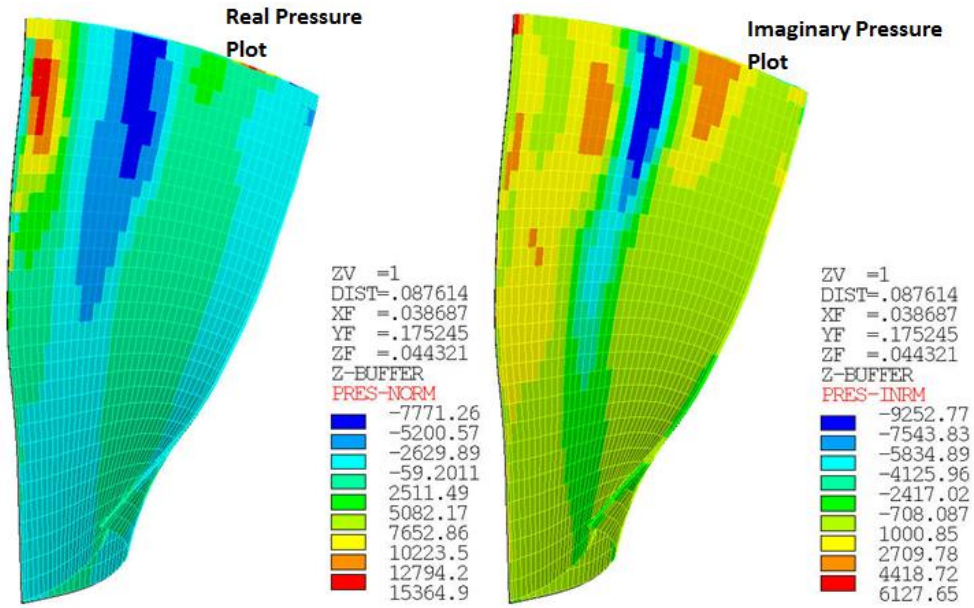 Real Pressure
Plot
Imaginary Pressure
Plot
ZV =1
DIST=.087614
XF =.038687
YF =.175245
ZF =.044321
Z-BUFFER
PRES-NORM
-7771.26
-5200.57
-2629.89
-59.2011
2511.49
5082.17
7652.86
10223.5
12794.2
15364.9
ZV =1
DIST=.087614
XF =.038687
YF =.175245
ZF =.044321
Z-BUFFER
PRES-INRM
-9252.77
-7543.83
-5834.89
-4125.96
-2417.02
-708.087
1000.85
2709.78
4418.72
6127.65